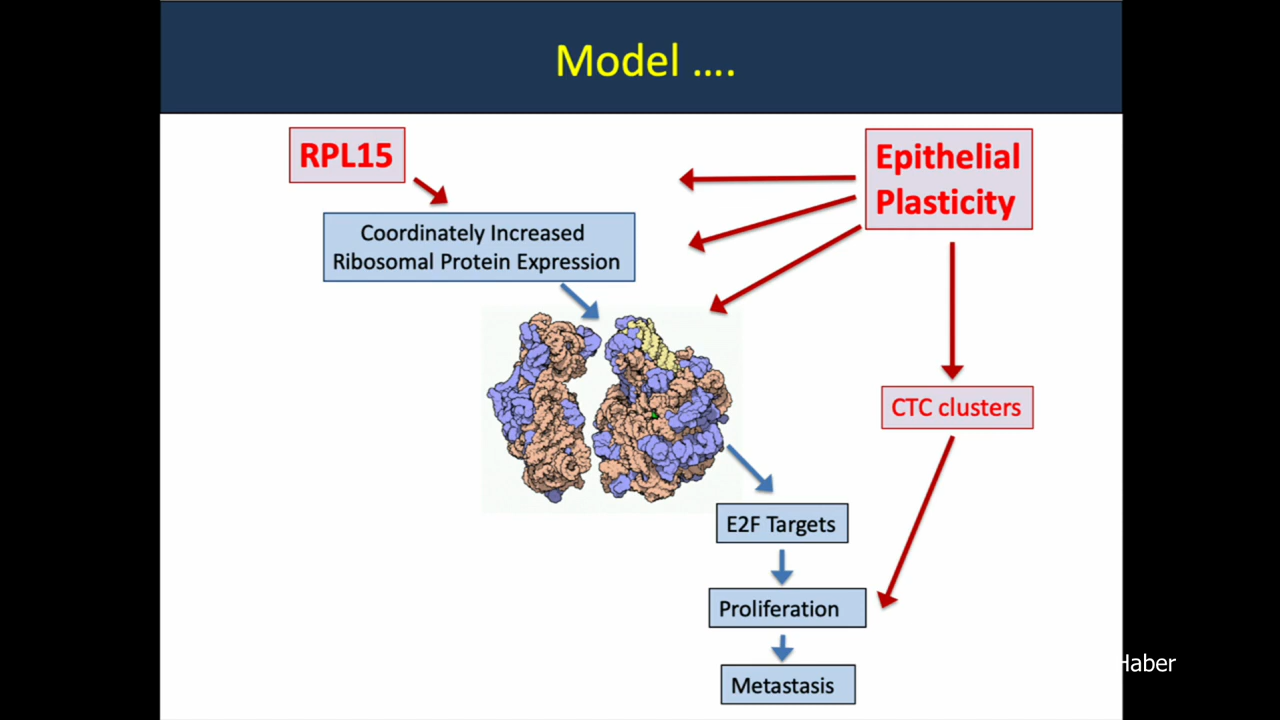 Model ....
RPL15
Epithelial
Plasticity
Coordinately Increased
Ribosomal Protein Expression
CTC clusters
E2F Targets
Proliferation
Haber
Metastasis